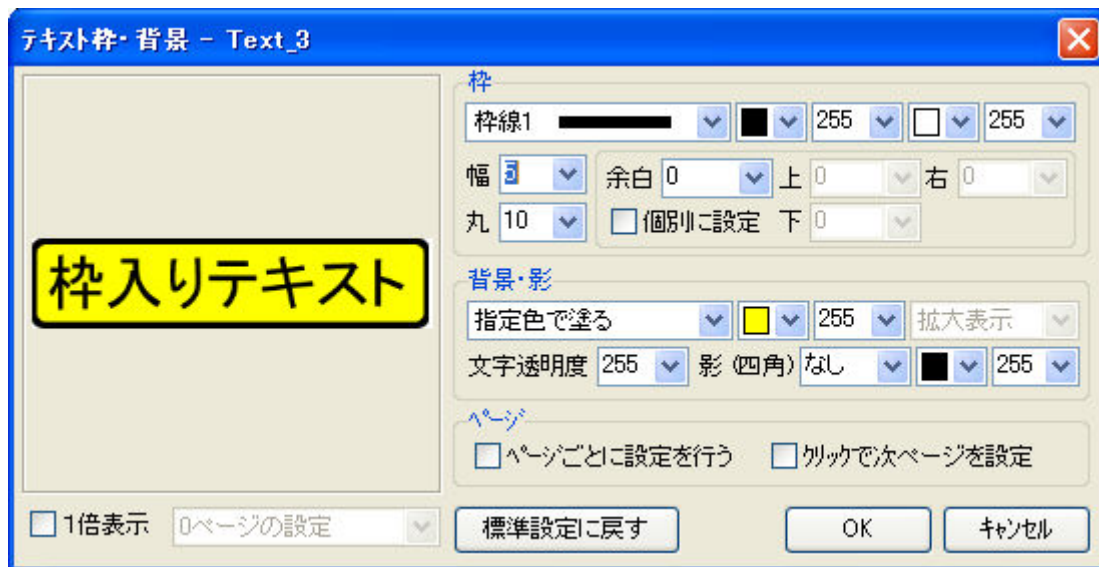 テキスト枠・背景 - Text_3
枠
枠線1 255 255
幅 5 余白 0 上 0 右 0
丸 10 個別に設定 下 0
枠入りテキスト
背景・影
指定色で塗る 255 拡大表示
文字透明度 255 影(四角) なし 255
ページ
ページごとに設定を行う クリックで次ページを設定
1倍表示 0ページの設定 標準設定に戻す OK キャンセル